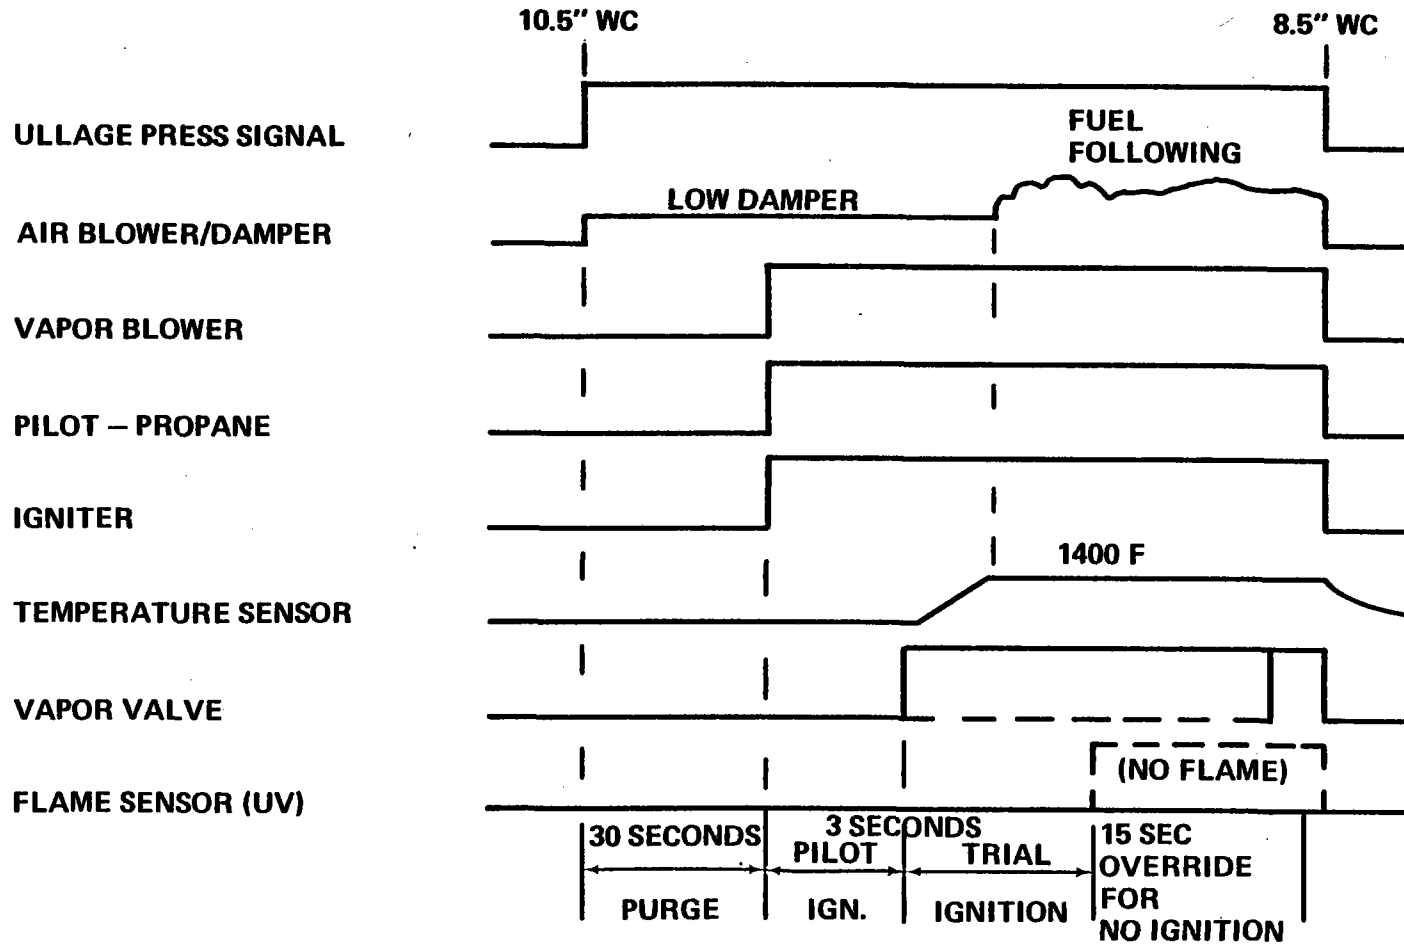 10.5" WC
8.5" WC
ULLAGE PRESS SIGNAL
FUEL
FOLLOWING
LOW DAMPER
AIR BLOWER/DAMPER
VAPOR BLOWER
PILOT – PROPANE
IGNITER
1400 F
TEMPERATURE SENSOR
VAPOR VALVE
(NO FLAME)
FLAME SENSOR (UV)
30 SECONDS
PURGE
3 SECONDS
PILOT
IGN.
TRIAL
IGNITION
15 SEC
OVERRIDE
FOR
NO IGNITION